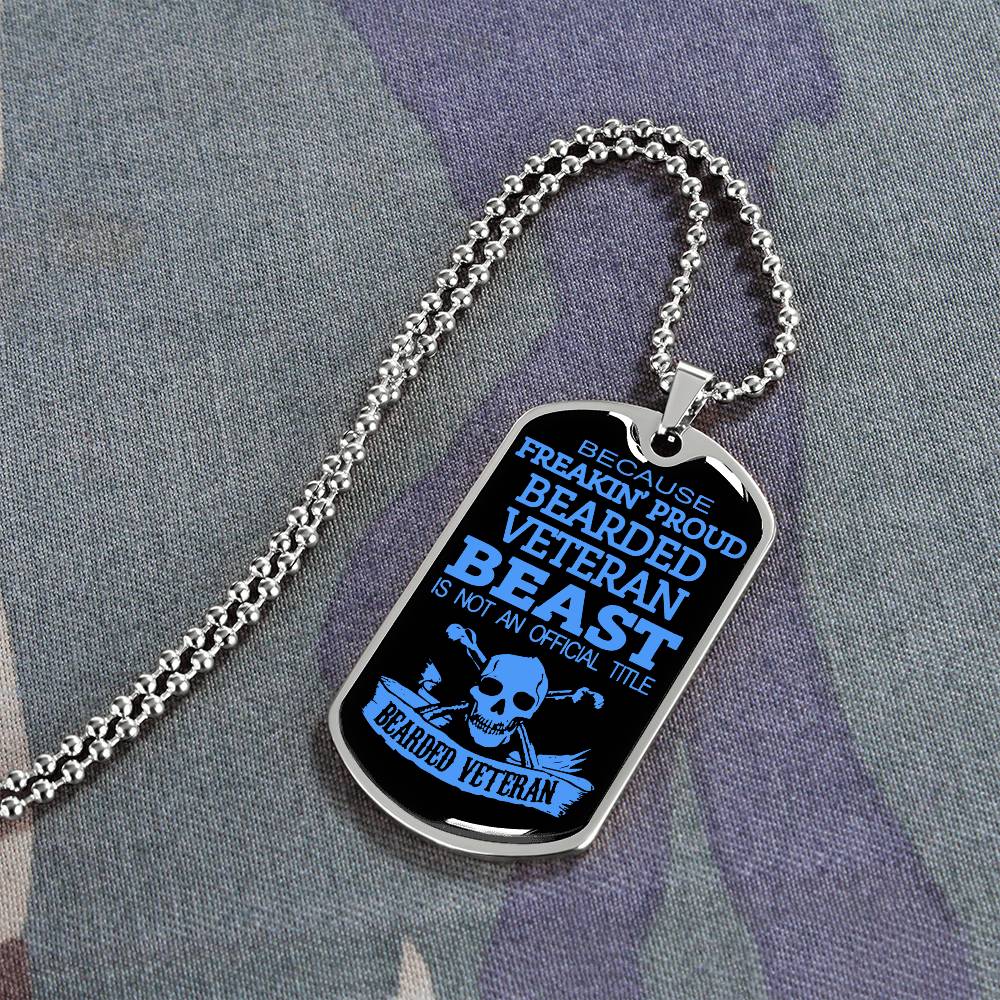 BECAUSE
FREAKIN' PROUD
BEARDED
VETERAN
BEAST
IS NOT AN OFFICIAL TITLE
BEARDED VETERAN